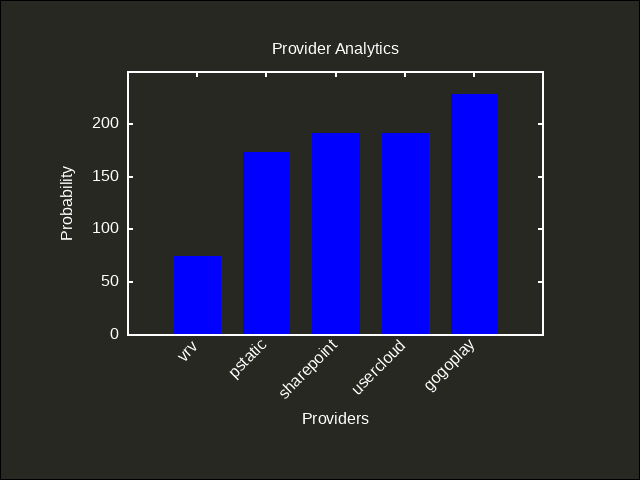 Provider Analytics
Probability
200
150
100
50
0
vrv
pstatic
sharepoint
usercloud
gogoplay
Providers